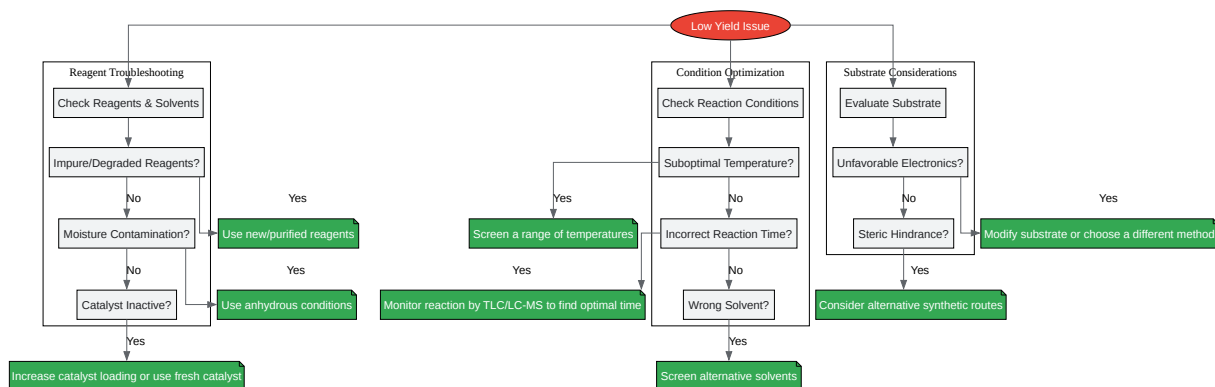 Low Yield Issue
Reagent Troubleshooting
Condition Optimization
Substrate Considerations
Check Reagents & Solvents
Check Reaction Conditions
Evaluate Substrate
Impure/Degraded Reagents?
Suboptimal Temperature?
Unfavorable Electronics?
No
Yes
Yes
No
No
Yes
Moisture Contamination?
Use new/purified reagents
Screen a range of temperatures
Incorrect Reaction Time?
Steric Hindrance?
Modify substrate or choose a different method
No
Yes
Yes
No
Yes
Catalyst Inactive?
Use anhydrous conditions
Monitor reaction by TLC/LC-MS to find optimal time
Wrong Solvent?
Consider alternative synthetic routes
Yes
Yes
Increase catalyst loading or use fresh catalyst
Screen alternative solvents